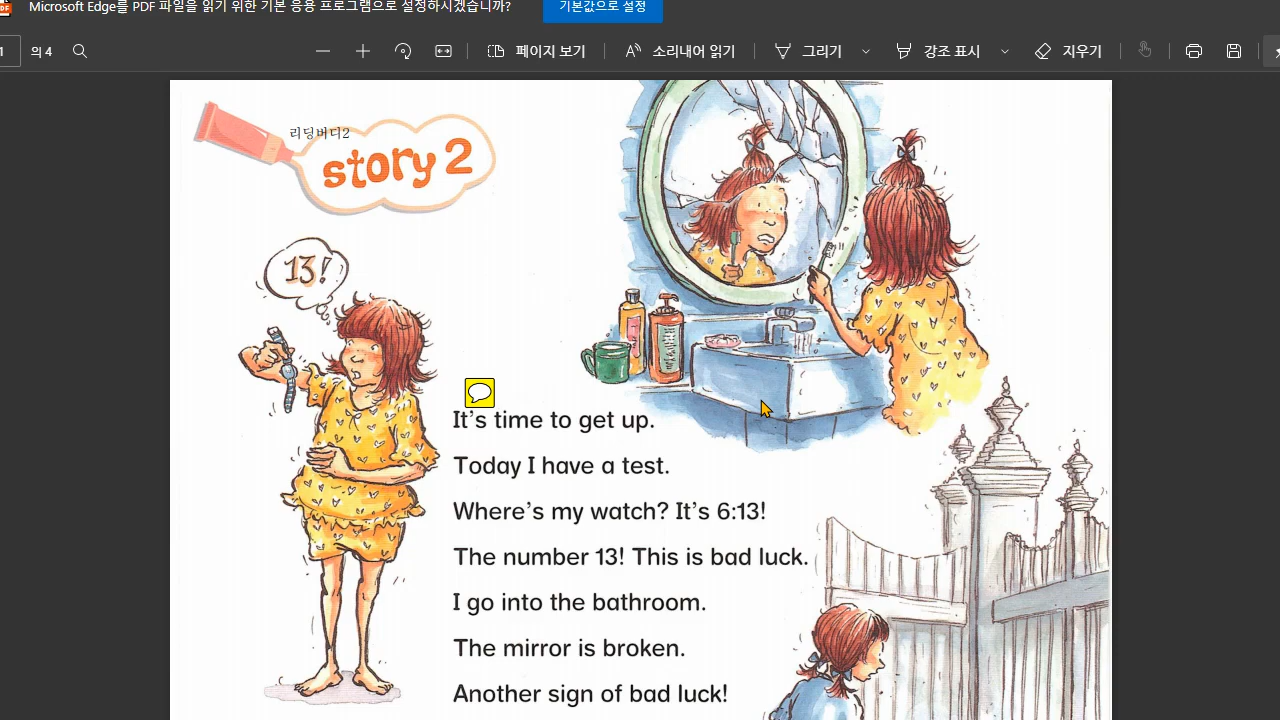 Microsoft Edge를 PDF 파일을 읽기 위한 기본 응용 프로그램으로 설정하시겠습니까? 기본값으로 설정
1 의 4 페이지 보기 소리내어 읽기 그리기 강조 표시 지우기
리딩버디2
story 2
13!
It's time to get up.
Today I have a test.
Where's my watch? It's 6:13!
The number 13! This is bad luck.
I go into the bathroom.
The mirror is broken.
Another sign of bad luck!